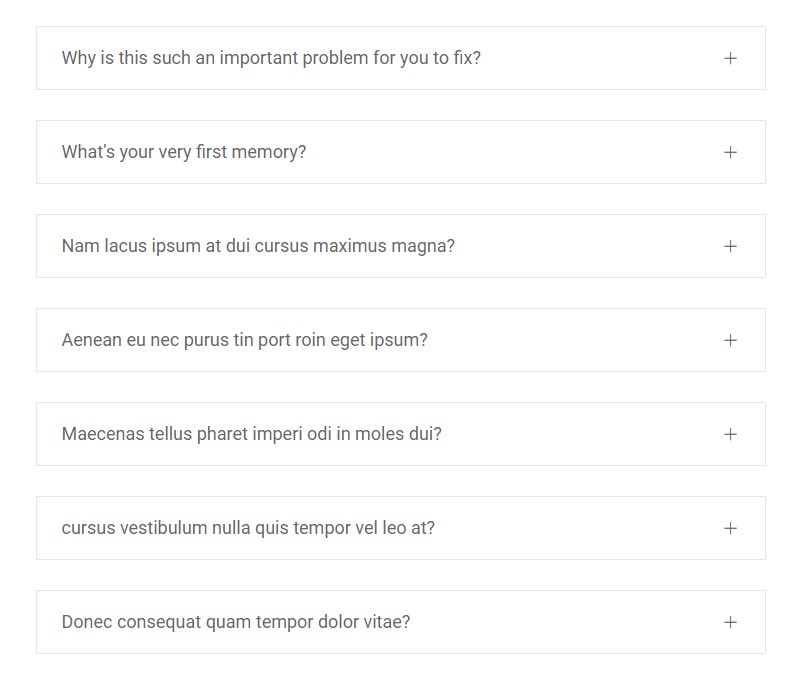 Why is this such an important problem for you to fix?
What’s your very first memory?
Nam lacus ipsum at dui cursus maximus magna?
Aenean eu nec purus tin port roin eget ipsum?
Maecenas tellus pharet imperi odi in moles dui?
cursus vestibulum nulla quis tempor vel leo at?
Donec consequat quam tempor dolor vitae?